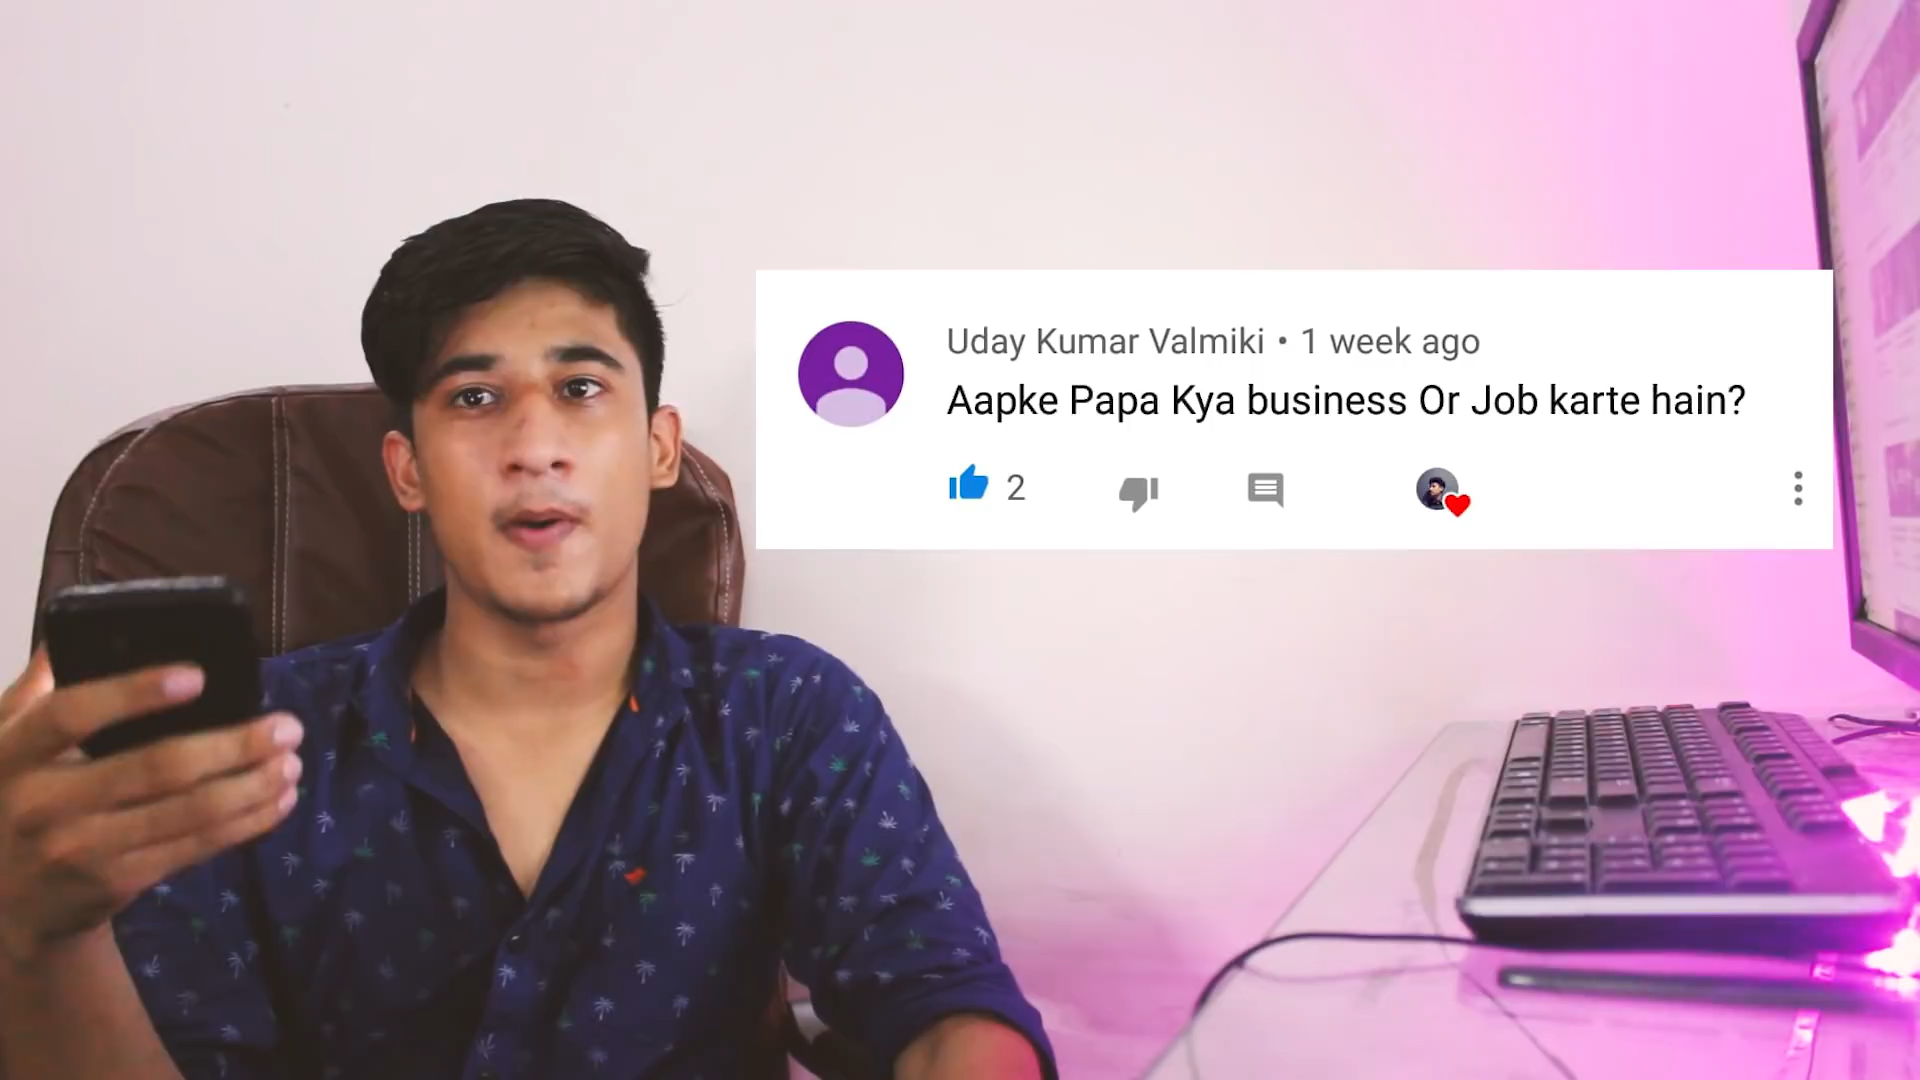 Uday Kumar Valmiki • 1 week ago
Aapke Papa Kya business Or Job karte hain?
2